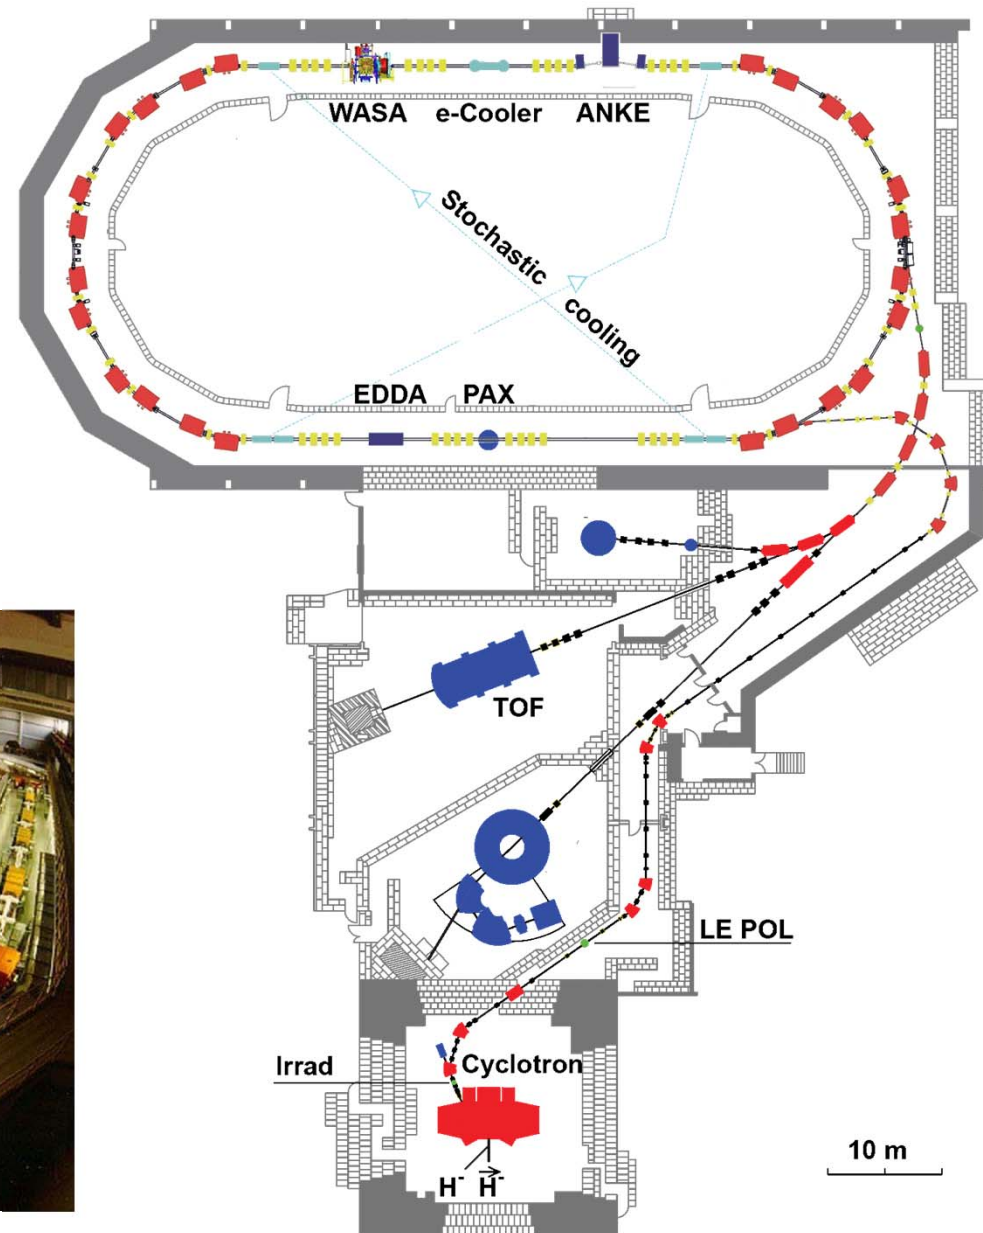 WASA e-Cooler ANKE
Stochastic cooling
EDDA PAX
TOF
LE POL
Irrad
Cyclotron
H⁻ H⃗⁻
10 m